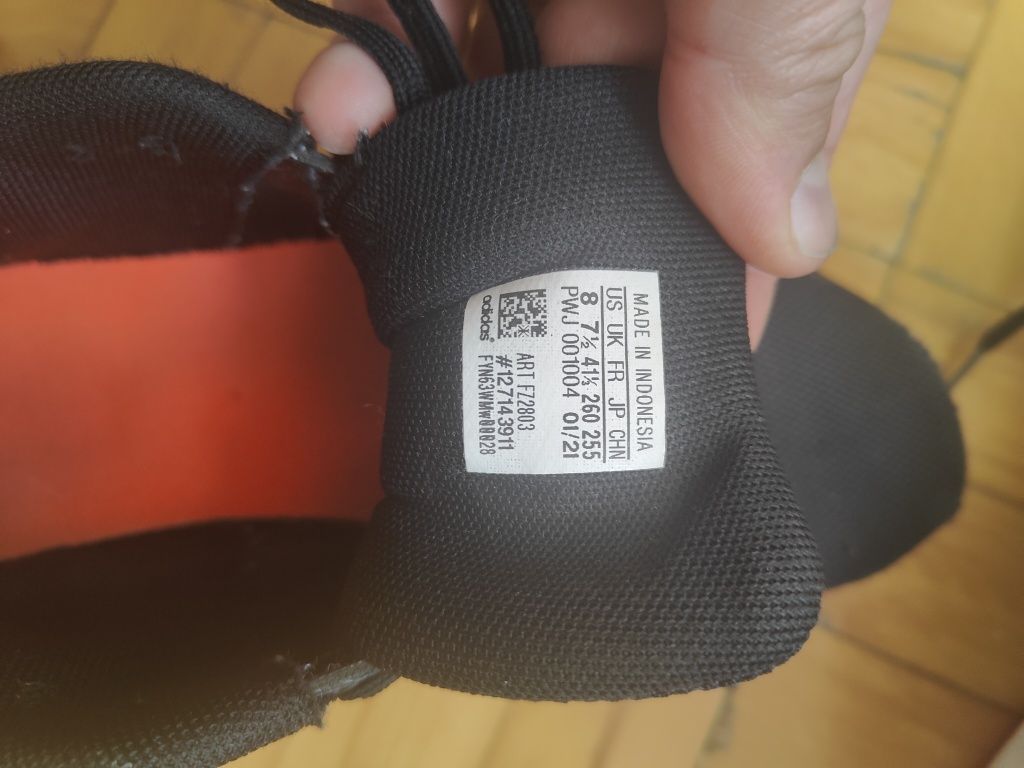 MADE IN INDONESIA
US UK FR JP CHN
8 7½ 41⅓ 260 255
PWJ 001004 01/21
adidas
ART FZ2803
#127143911